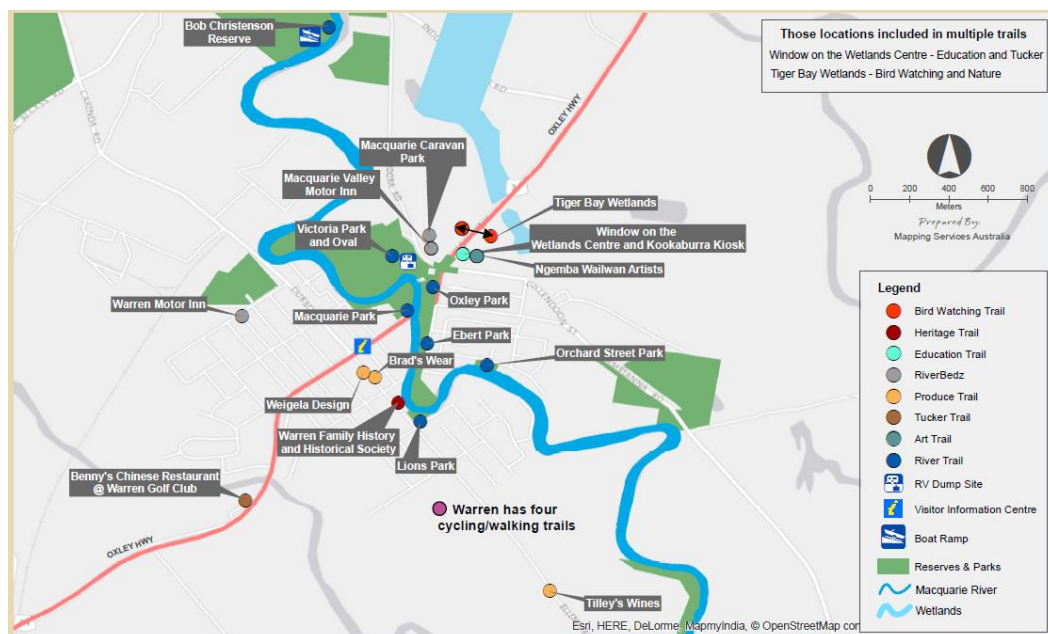 Bob Christenson
Reserve
Those locations included in multiple trails
Window on the Wetlands Centre - Education and Tucker
Tiger Bay Wetlands - Bird Watching and Nature
CARINDA RD
OXLEY HWY
Macquarie Caravan
Park
Macquarie Valley
Motor Inn
Tiger Bay Wetlands
Victoria Park
and Oval
Window on the
Wetlands Centre and Kookaburra Kiosk
Ngemba Wailwan Artists
0 200 400 600 800
Meters
Prepared By:
Mapping Services Australia
Warren Motor Inn
Oxley Park
Macquarie Park
Ebert Park
Orchard Street Park
Brad's Wear
Weigela Design
Warren Family History
and Historical Society
Lions Park
Benny's Chinese Restaurant
@ Warren Golf Club
Warren has four
cycling/walking trails
OXLEY HWY
Tilley's Wines
Legend
Bird Watching Trail
Heritage Trail
Education Trail
RiverBedz
Produce Trail
Tucker Trail
Art Trail
River Trail
RV Dump Site
Visitor Information Centre
Boat Ramp
Reserves & Parks
Macquarie River
Wetlands
Esri, HERE, DeLorme, MapmyIndia, © OpenStreetMap